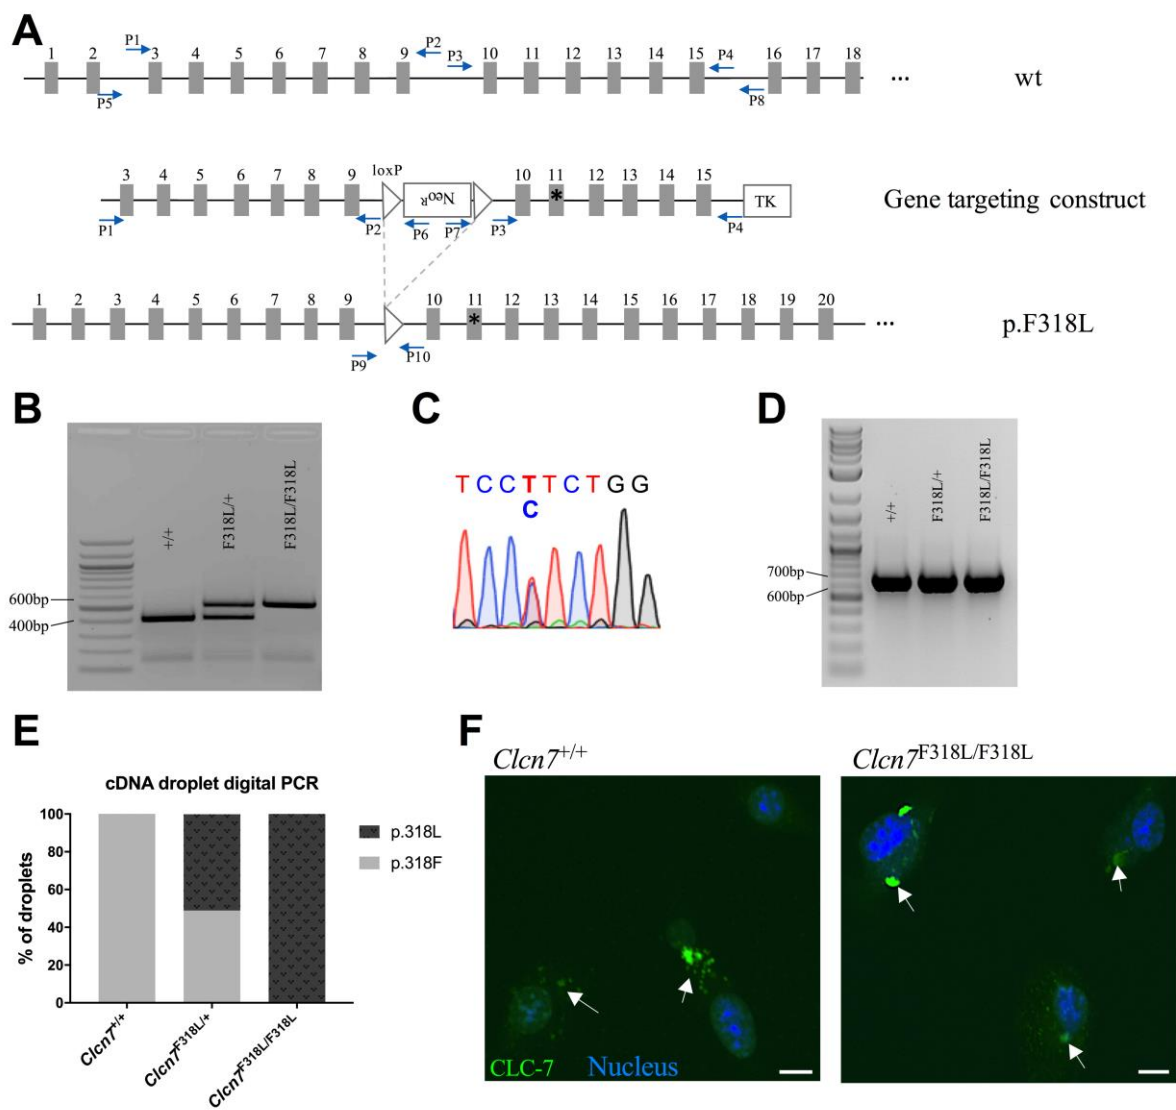 A
P1 P2 P3 P4
1 2 3 4 5 6 7 8 9 10 11 12 13 14 15 16 17 18
... wt
P5 P8
loxP
3 4 5 6 7 8 9 10 11 12 13 14 15
* Neo^R TK Gene targeting construct
P1 P2 P6 P7 P3 P4
1 2 3 4 5 6 7 8 9 10 11 12 13 14 15 16 17 18 19 20
* ... p.F318L
P9 P10
B
+/+ F318L/+ F318L/F318L
600bp
400bp
C
TCCTTCTGG
C
D
+/+ F318L/+ F318L/F318L
700bp
600bp
E
cDNA droplet digital PCR
% of droplets
100
80
60
40
20
0
p.318L
p.318F
Clcn7+/+ Clcn7F318L/+ Clcn7F318L/F318L
F
Clcn7+/+ Clcn7F318L/F318L
CLC-7 Nucleus